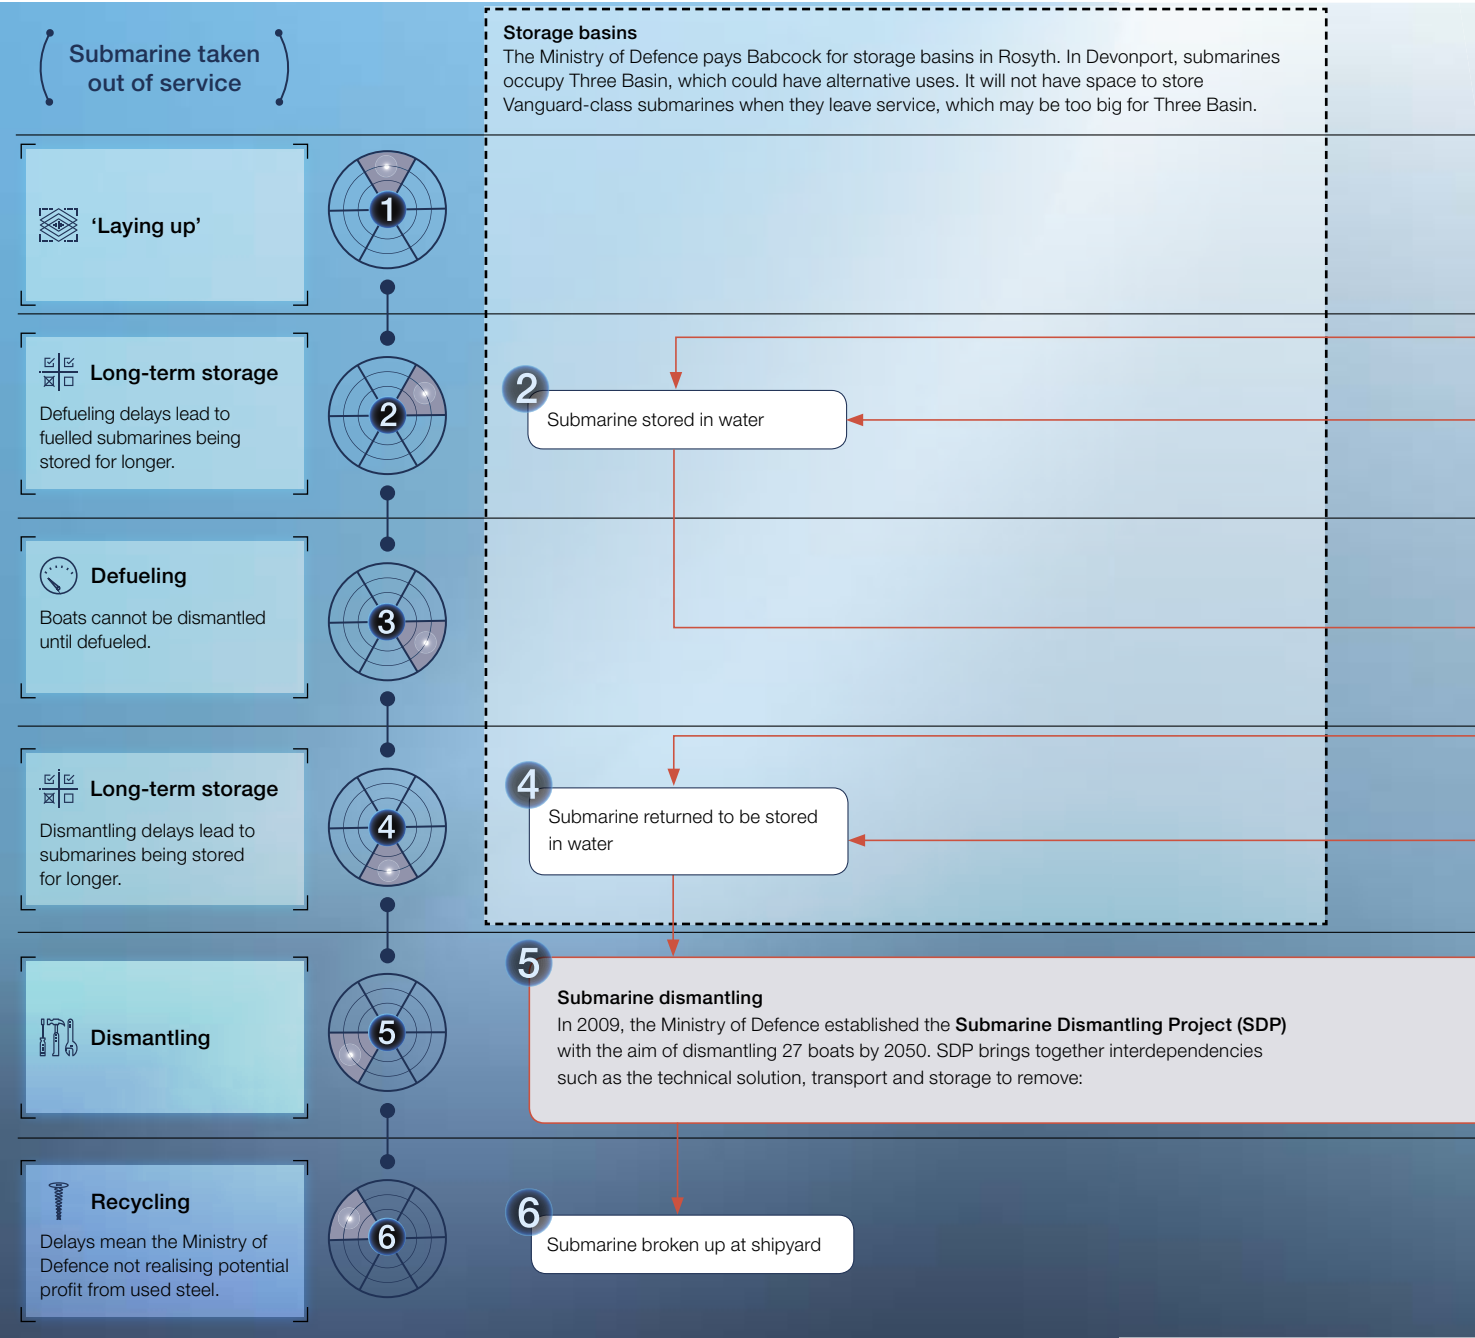 Submarine taken
out of service
Storage basins
The Ministry of Defence pays Babcock for storage basins in Rosyth. In Devonport, submarines
occupy Three Basin, which could have alternative uses. It will not have space to store
Vanguard-class submarines when they leave service, which may be too big for Three Basin.
‘Laying up’
1
Long-term storage
Defueling delays lead to
fuelled submarines being
stored for longer.
2
2
Submarine stored in water
Defueling
Boats cannot be dismantled
until defueled.
3
Long-term storage
Dismantling delays lead to
submarines being stored
for longer.
4
4
Submarine returned to be stored
in water
Dismantling
5
5
Submarine dismantling
In 2009, the Ministry of Defence established the Submarine Dismantling Project (SDP)
with the aim of dismantling 27 boats by 2050. SDP brings together interdependencies
such as the technical solution, transport and storage to remove:
Recycling
Delays mean the Ministry of
Defence not realising potential
profit from used steel.
6
6
Submarine broken up at shipyard